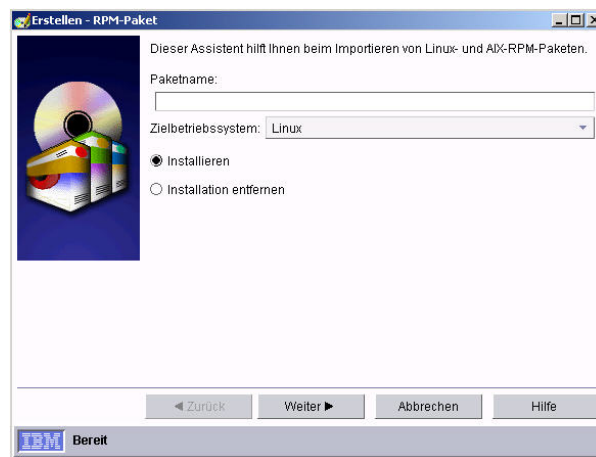 Erstellen - RPM-Paket
Dieser Assistent hilft Ihnen beim Importieren von Linux- und AIX-RPM-Paketen.
Paketname:
Zielbetriebssystem: Linux
Installieren
Installation entfernen
Zurück Weiter Abbrechen Hilfe
IBM Bereit